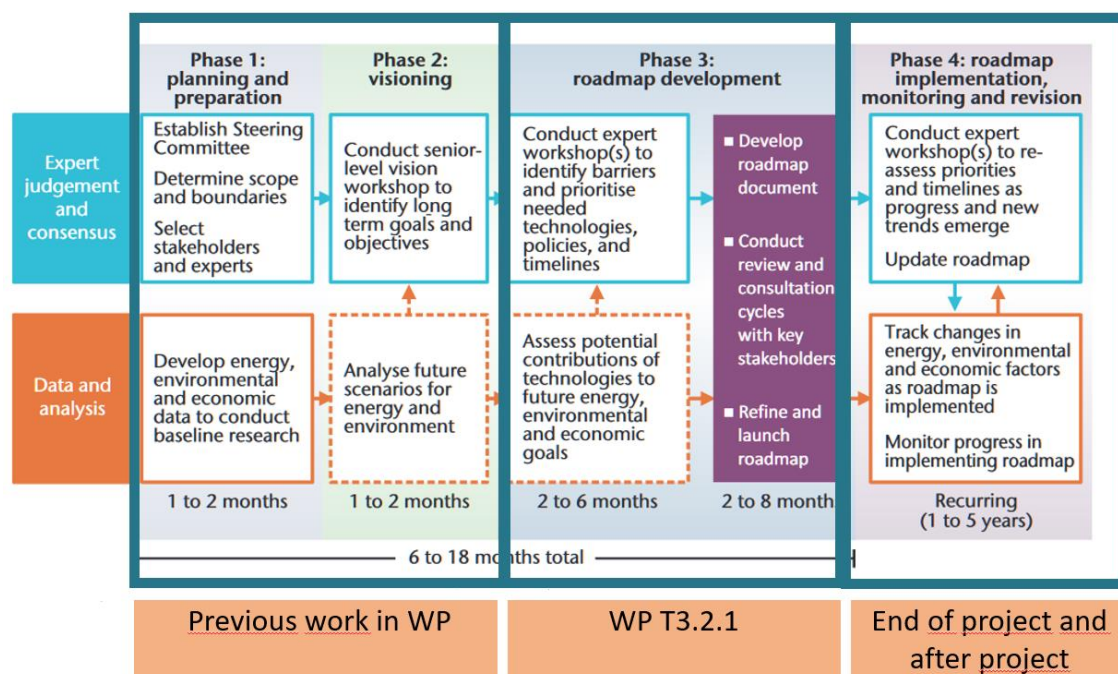 Phase 1:
planning and
preparation
Phase 2:
visioning
Phase 3:
roadmap development
Phase 4: roadmap
implementation,
monitoring and revision
Expert
judgement
and
consensus
Establish Steering
Committee
Determine scope
and boundaries
Select
stakeholders
and experts
Conduct senior-
level vision
workshop to
identify long
term goals and
objectives
Conduct expert
workshop(s) to
identify barriers
and prioritise
needed
technologies,
policies, and
timelines
■ Develop
roadmap
document
■ Conduct
review and
consultation
cycles
with key
stakeholders
■ Refine and
launch
roadmap
Conduct expert
workshop(s) to re-
assess priorities
and timelines as
progress and new
trends emerge
Update roadmap
Data and
analysis
Develop energy,
environmental
and economic
data to conduct
baseline research
Analyse future
scenarios for
energy and
environment
Assess potential
contributions of
technologies to
future energy,
environmental
and economic
goals
Track changes in
energy, environmental
and economic factors
as roadmap is
implemented
Monitor progress in
implementing roadmap
1 to 2 months
1 to 2 months
2 to 6 months
2 to 8 month
Recurring
(1 to 5 years)
6 to 18 months total
Previous work in WP
WP T3.2.1
End of project and
after project